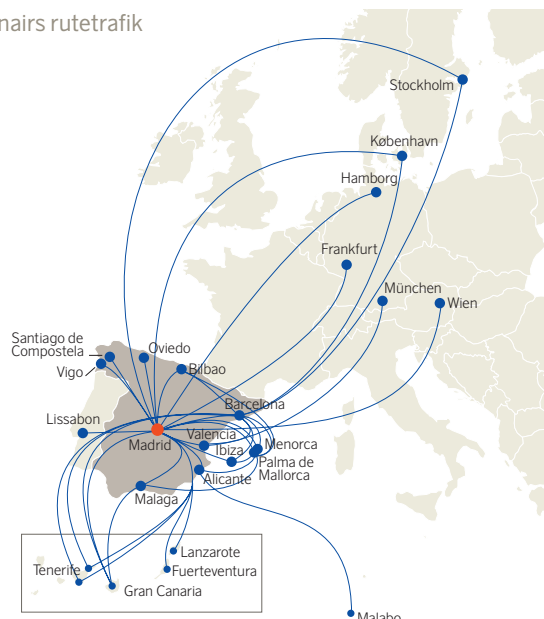 nairs rutetrafik
Stockholm
København
Hamborg
Frankfurt
München
Wien
Santiago de
Compostela
Oviedo
Vigo
Bilbao
Barcelona
Lissabon
Madrid
Valencia
Menorca
Ibiza
Palma de
Mallorca
Alicante
Malaga
Lanzarote
Tenerife
Fuerteventura
Gran Canaria
Malabo